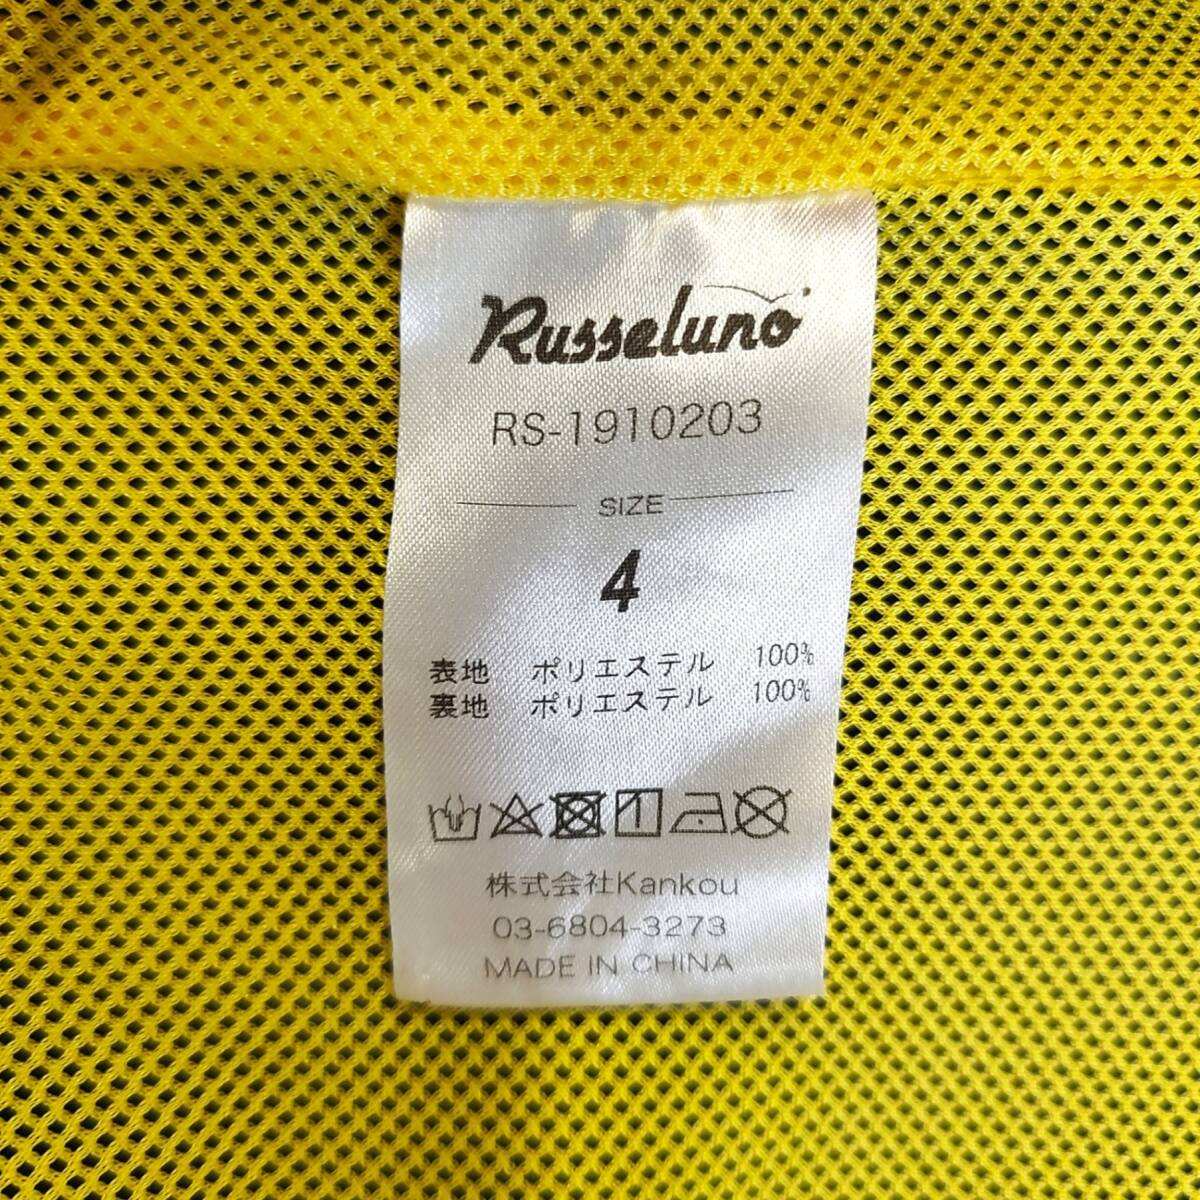 Russeluno
RS-1910203
SIZE
4
表地 ポリエステル 100%
裏地 ポリエステル 100%
株式会社Kankou
03-6804-3273
MADE IN CHINA